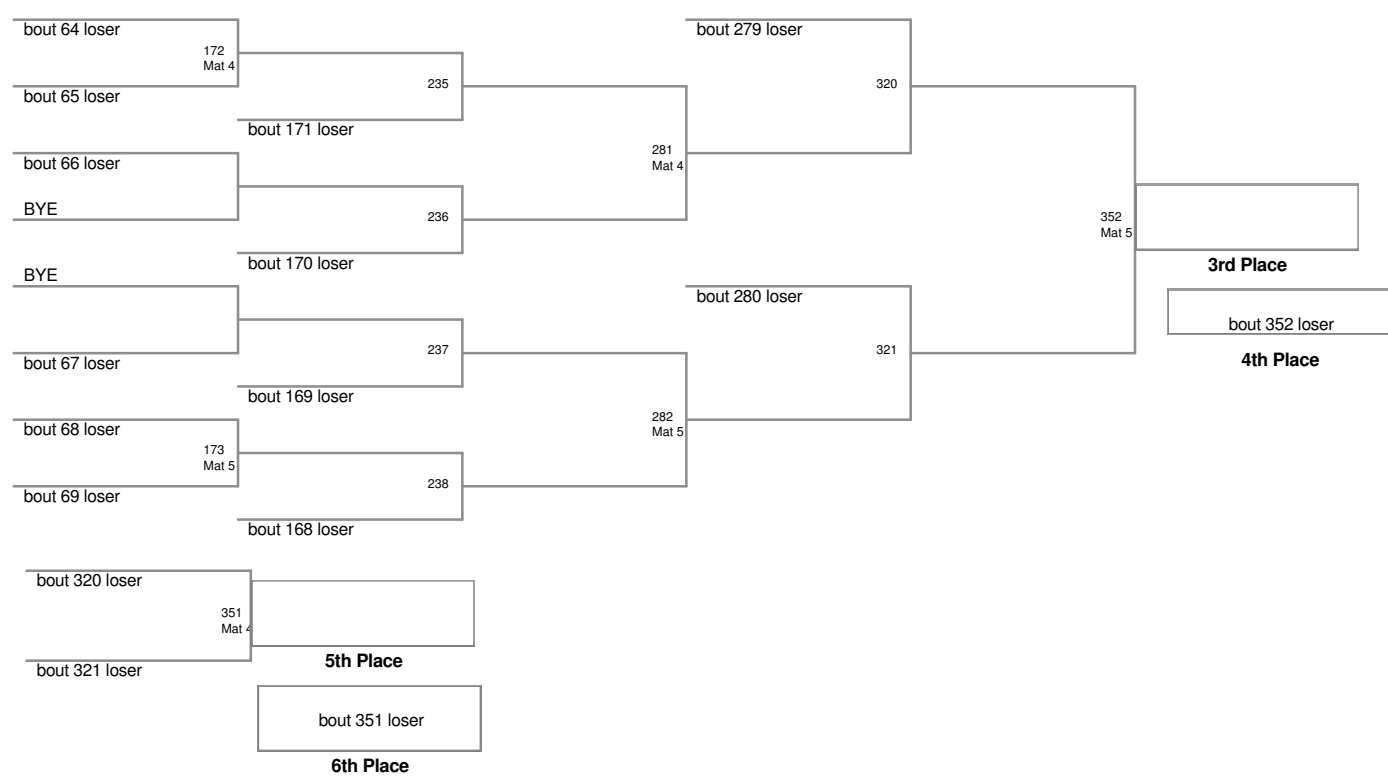 bout 64 loser
172
Mat 4
bout 65 loser
235
bout 171 loser
bout 66 loser
BYE
236
bout 170 loser
281
Mat 4
bout 279 loser
320
BYE
bout 67 loser
237
bout 169 loser
bout 68 loser
173
Mat 5
bout 69 loser
238
bout 168 loser
282
Mat 5
bout 280 loser
321
352
Mat 5
3rd Place
bout 352 loser
4th Place
bout 320 loser
351
Mat 4
bout 321 loser
5th Place
bout 351 loser
6th Place